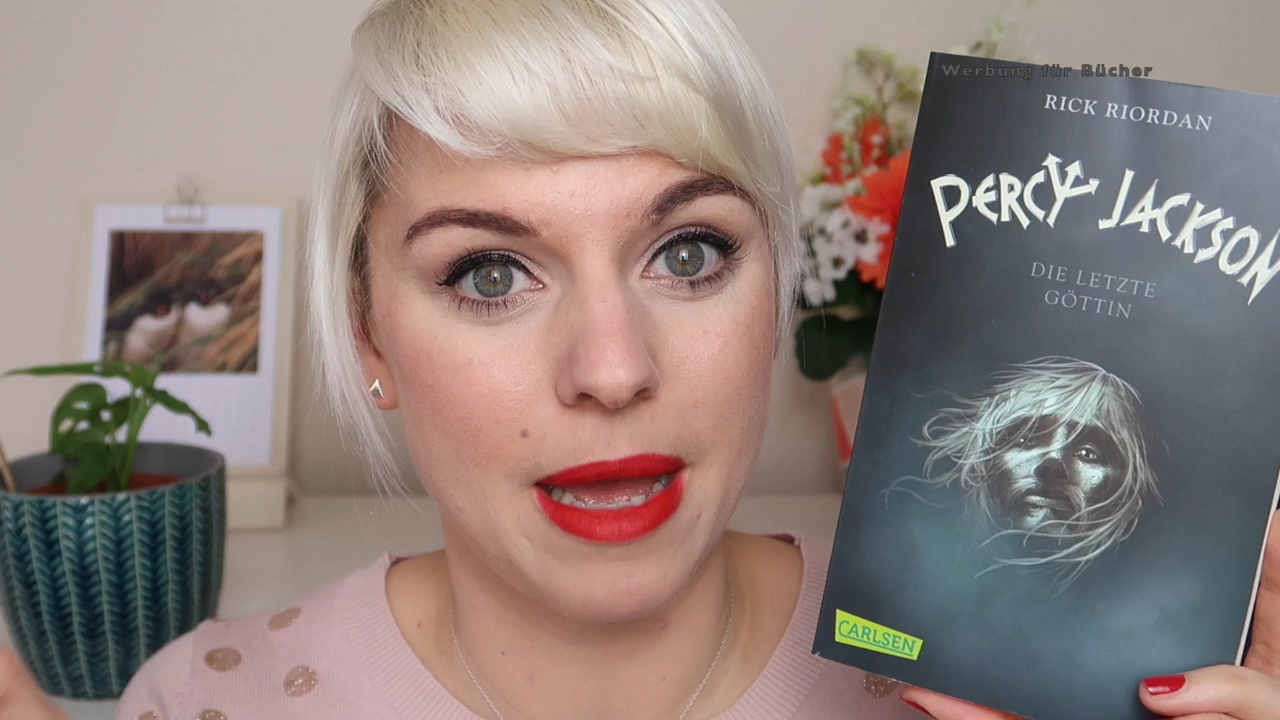 Werbung für Bücher
RICK RIORDAN
PERCY JACKSON
DIE LETZTE
GÖTTIN
CARLSEN